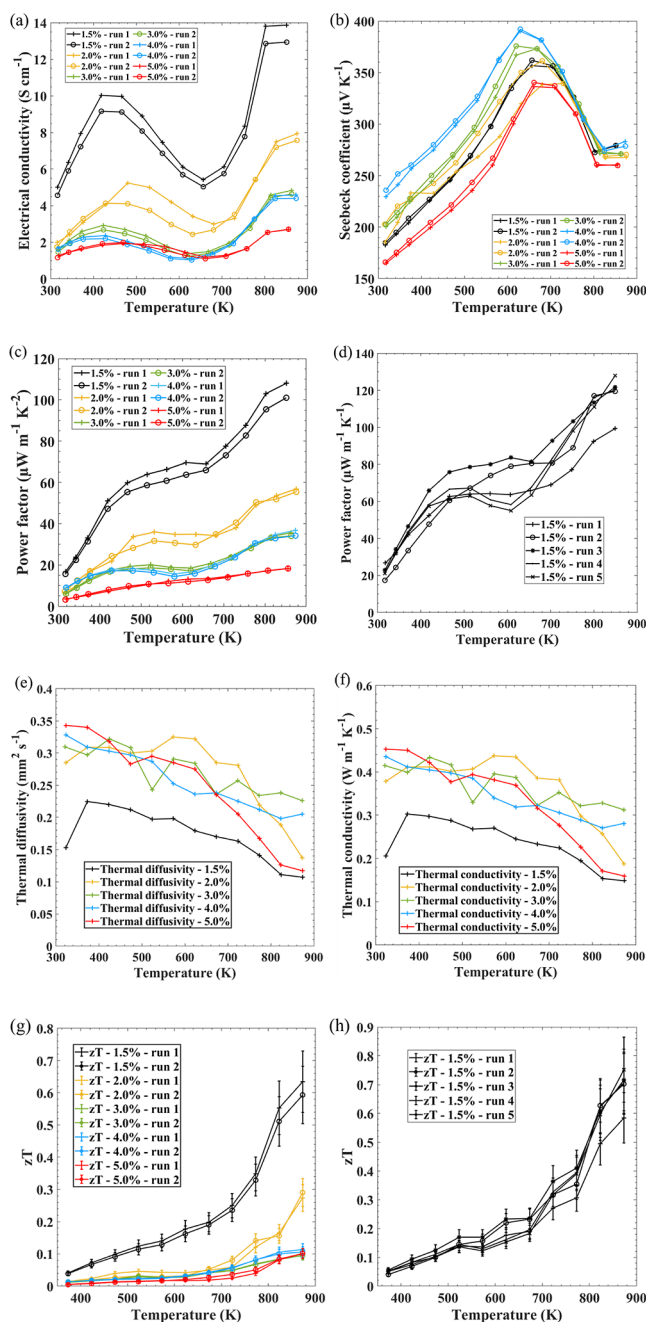 (a)
Electrical conductivity (S cm⁻¹)
14
12
10
8
6
4
2
0
1.5% - run 1
1.5% - run 2
2.0% - run 1
2.0% - run 2
3.0% - run 1
3.0% - run 2
4.0% - run 1
4.0% - run 2
5.0% - run 1
5.0% - run 2
300 400 500 600 700 800 900
Temperature (K)
(b)
Seebeck coefficient (µV K⁻¹)
400
350
300
250
200
150
1.5% - run 1
1.5% - run 2
2.0% - run 1
2.0% - run 2
3.0% - run 1
3.0% - run 2
4.0% - run 1
4.0% - run 2
5.0% - run 1
5.0% - run 2
300 400 500 600 700 800 900
Temperature (K)
(c)
Power factor (µW m⁻¹ K⁻²)
120
100
80
60
40
20
0
1.5% - run 1
1.5% - run 2
2.0% - run 1
2.0% - run 2
3.0% - run 1
3.0% - run 2
4.0% - run 1
4.0% - run 2
5.0% - run 1
5.0% - run 2
300 400 500 600 700 800 900
Temperature (K)
(d)
Power factor (µW m⁻¹ K⁻¹)
140
120
100
80
60
40
20
0
1.5% - run 1
1.5% - run 2
1.5% - run 3
1.5% - run 4
1.5% - run 5
300 400 500 600 700 800 900
Temperature (K)
(e)
Thermal diffusivity (mm² s⁻¹)
0.4
0.35
0.3
0.25
0.2
0.15
0.1
0.05
0
Thermal diffusivity - 1.5%
Thermal diffusivity - 2.0%
Thermal diffusivity - 3.0%
Thermal diffusivity - 4.0%
Thermal diffusivity - 5.0%
300 400 500 600 700 800 900
Temperature (K)
(f)
Thermal conductivity (W m⁻¹ K⁻¹)
0.6
0.5
0.4
0.3
0.2
0.1
0
Thermal conductivity - 1.5%
Thermal conductivity - 2.0%
Thermal conductivity - 3.0%
Thermal conductivity - 4.0%
Thermal conductivity - 5.0%
300 400 500 600 700 800 900
Temperature (K)
(g)
zT
0.8
0.7
0.6
0.5
0.4
0.3
0.2
0.1
0
zT - 1.5% - run 1
zT - 1.5% - run 2
zT - 2.0% - run 1
zT - 2.0% - run 2
zT - 3.0% - run 1
zT - 3.0% - run 2
zT - 4.0% - run 1
zT - 4.0% - run 2
zT - 5.0% - run 1
zT - 5.0% - run 2
400 500 600 700 800 900
Temperature (K)
(h)
zT
0.9
0.8
0.7
0.6
0.5
0.4
0.3
0.2
0.1
0
zT - 1.5% - run 1
zT - 1.5% - run 2
zT - 1.5% - run 3
zT - 1.5% - run 4
zT - 1.5% - run 5
400 500 600 700 800 900
Temperature (K)